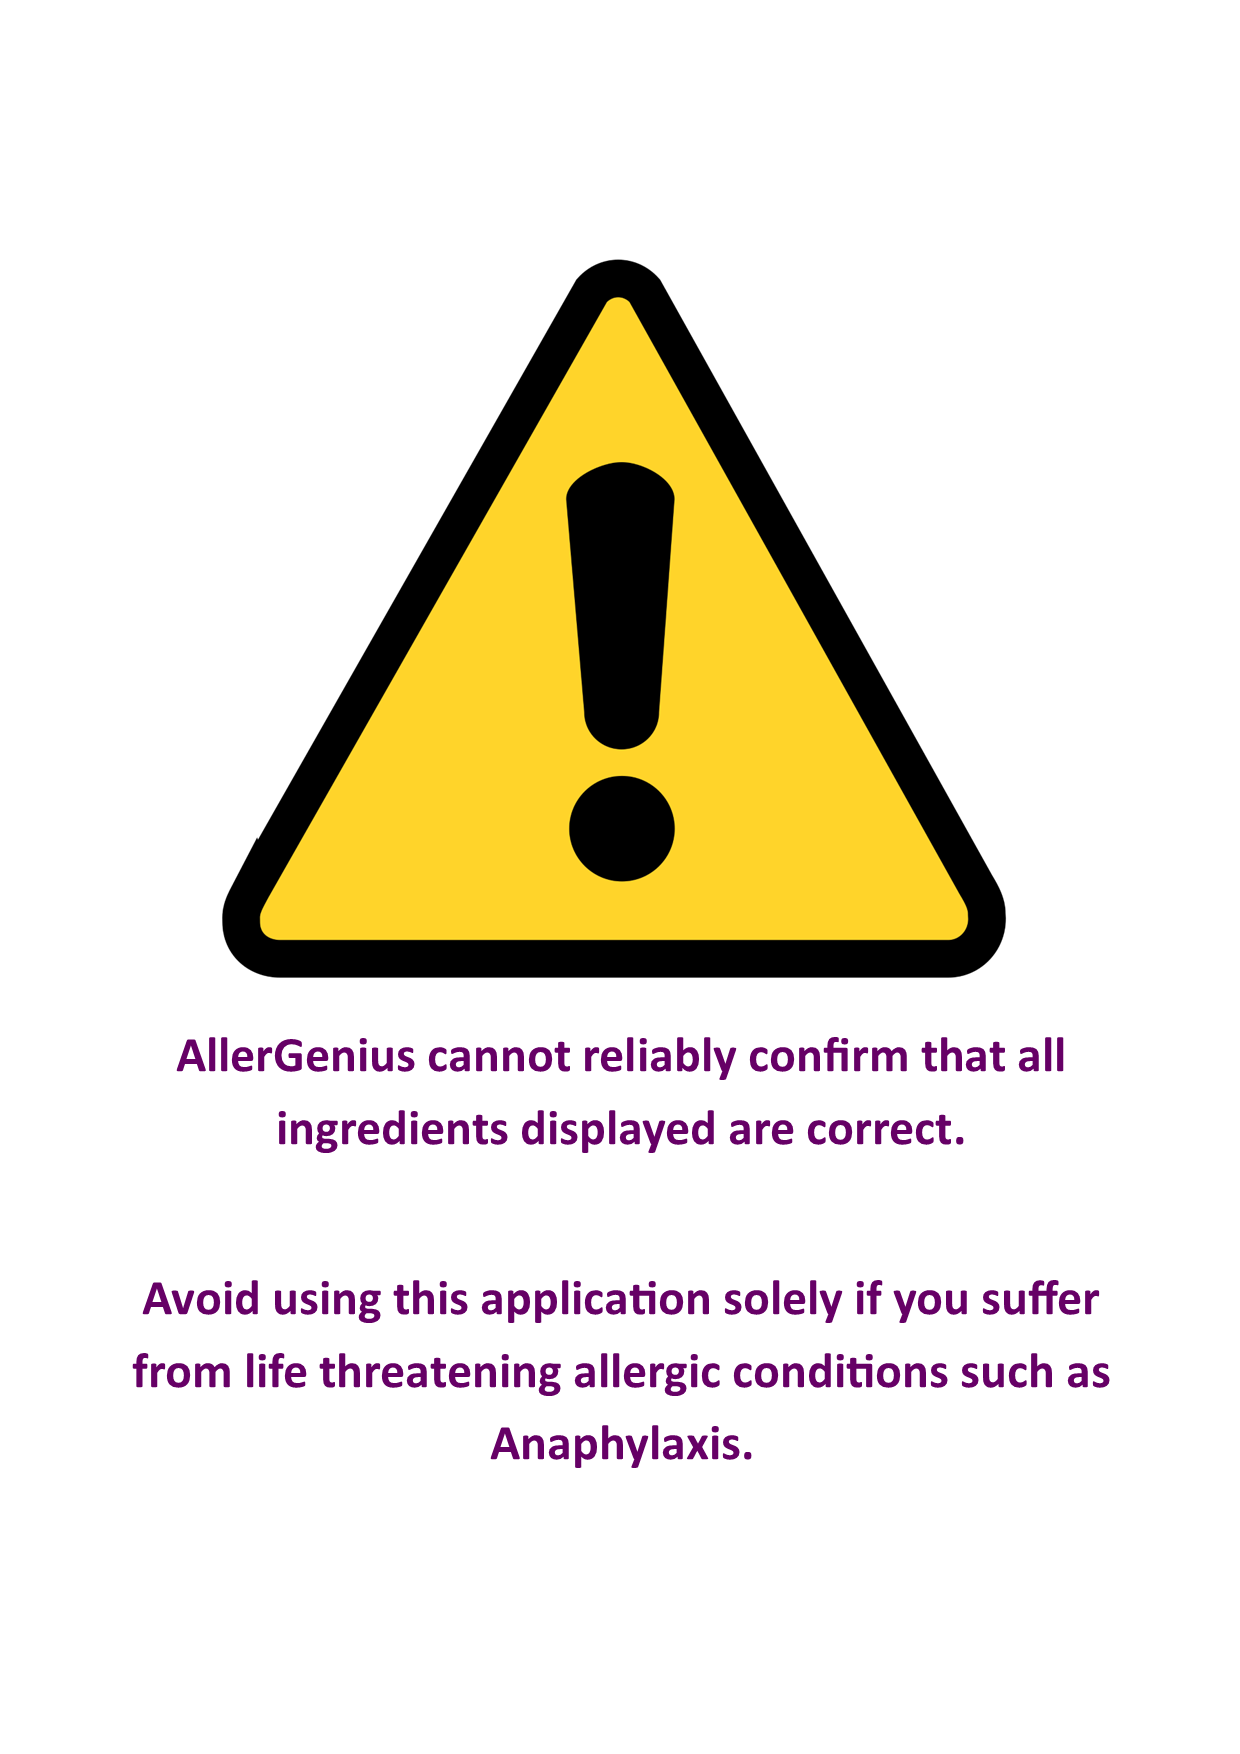 AllerGenius cannot reliably confirm that all
ingredients displayed are correct.
Avoid using this application solely if you suffer
from life threatening allergic conditions such as
Anaphylaxis.